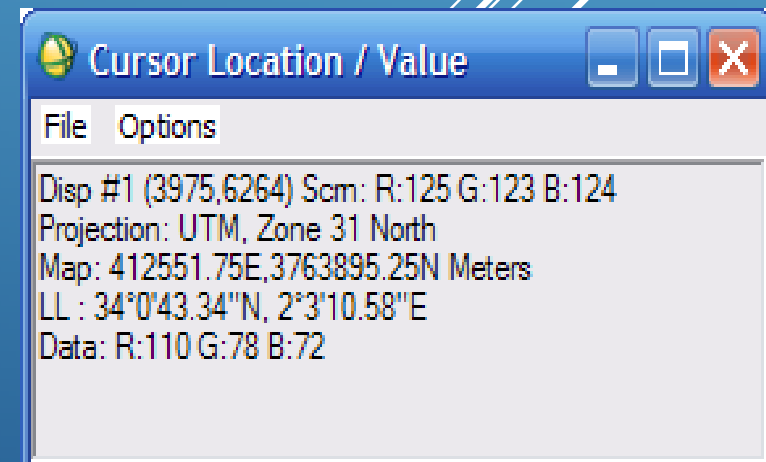 Cursor Location / Value
File Options
Disp #1 (3975,6264) Scrn: R:125 G:123 B:124
Projection: UTM, Zone 31 North
Map: 412551.75E,3763895.25N Meters
LL : 34°0'43.34"N, 2°3'10.58"E
Data: R:110 G:78 B:72